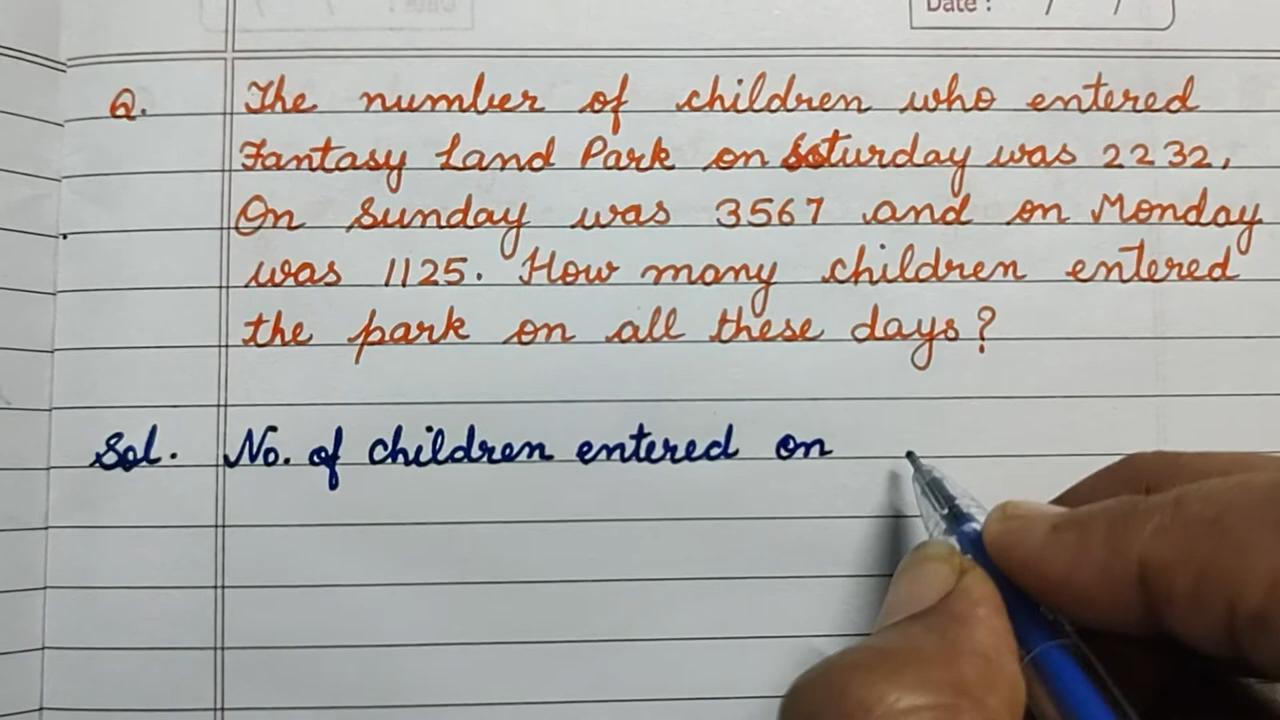 Date : / /
Q. The number of children who entered
Fantasy Land Park on Saturday was 2232,
On Sunday was 3567 and on Monday
was 1125. How many children entered
the park on all these days?
Sol. No. of children entered on